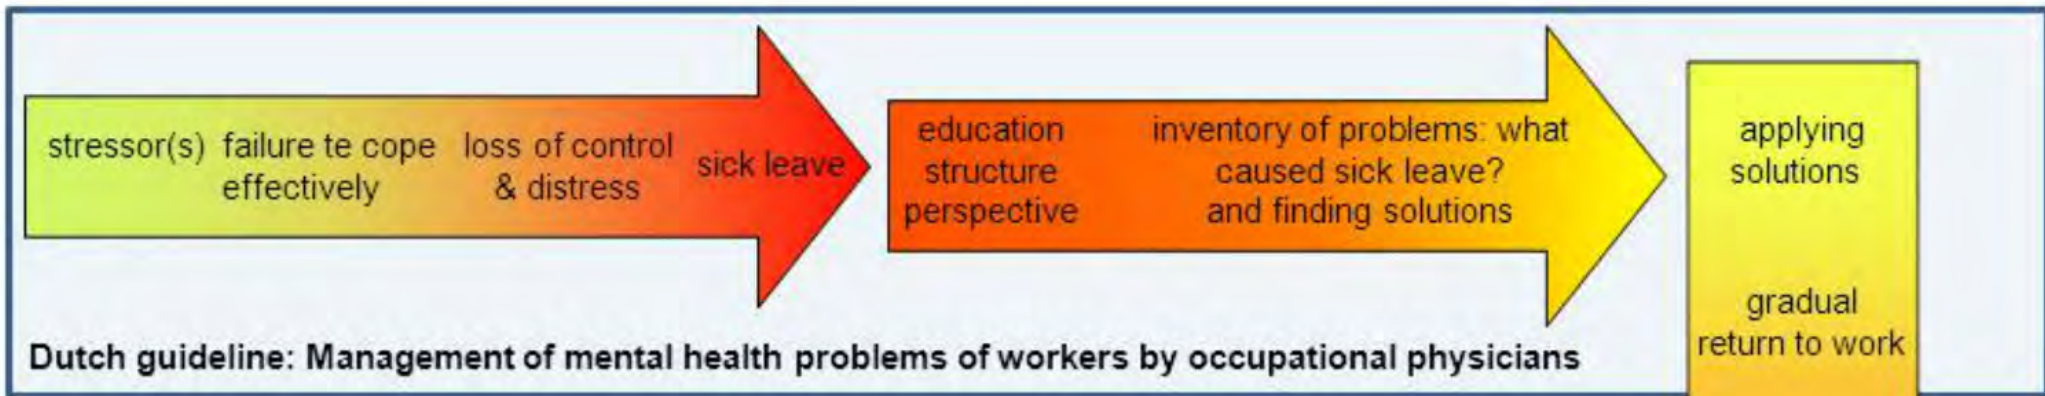 stressor(s)
failure te cope
effectively
loss of control
& distress
sick leave
education
structure
perspective
inventory of problems: what
caused sick leave?
and finding solutions
applying
solutions
gradual
return to work
Dutch guideline: Management of mental health problems of workers by occupational physicians